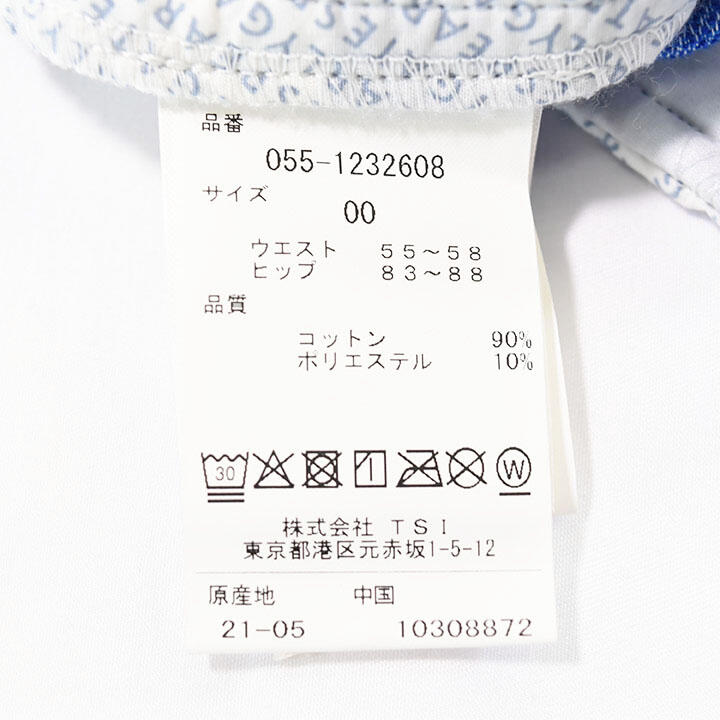 品番
055-1232608
サイズ
00
ウエスト 55～58
ヒップ 83～88
品質
コットン 90%
ポリエステル 10%
30
W
株式会社 TSI
東京都港区元赤坂1-5-12
原産地 中国
21-05 10308872